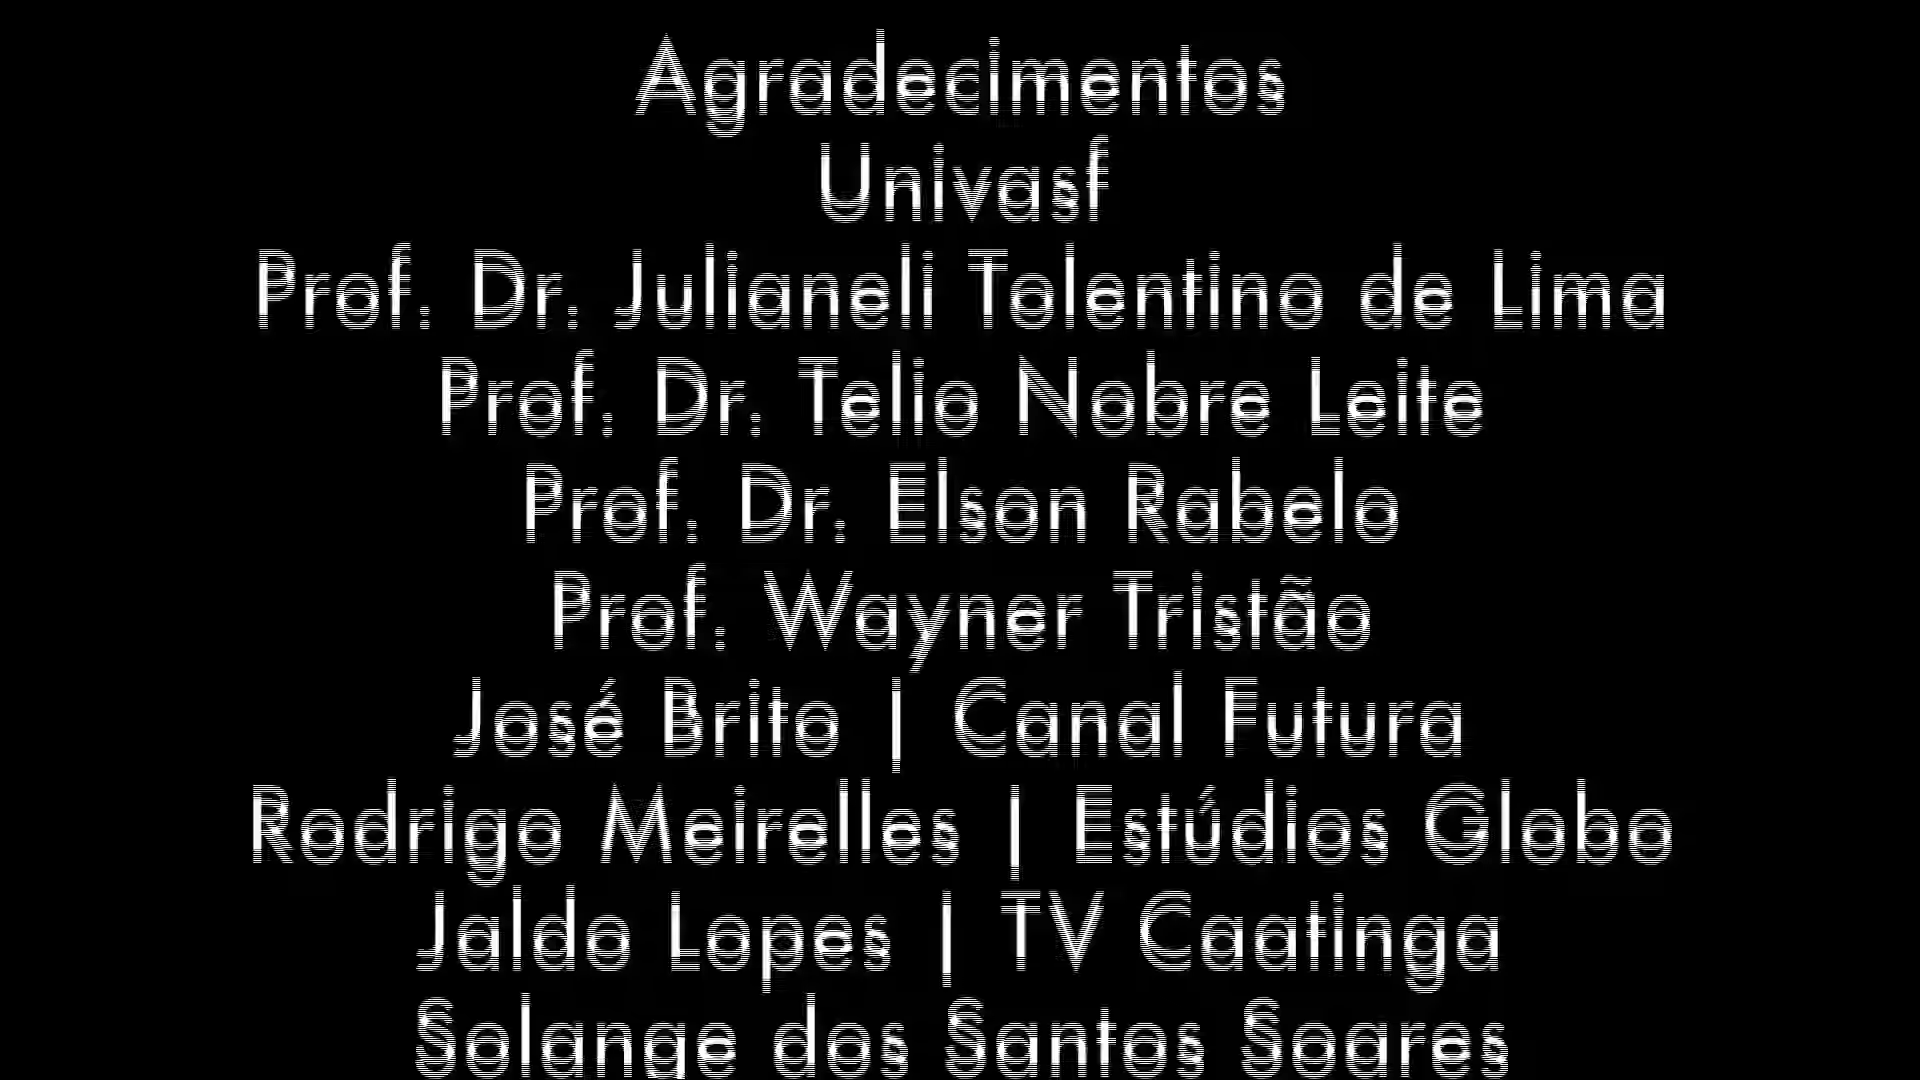 Agradecimentos
Univasf
Prof. Dr. Julianeli Tolentino de Lima
Prof. Dr. Telio Nobre Leite
Prof. Dr. Elson Rabelo
Prof. Wayner Tristão
José Brito | Canal Futura
Rodrigo Meirelles | Estúdios Globo
Jaldo Lopes | TV Caatinga
Solange dos Santos Soares